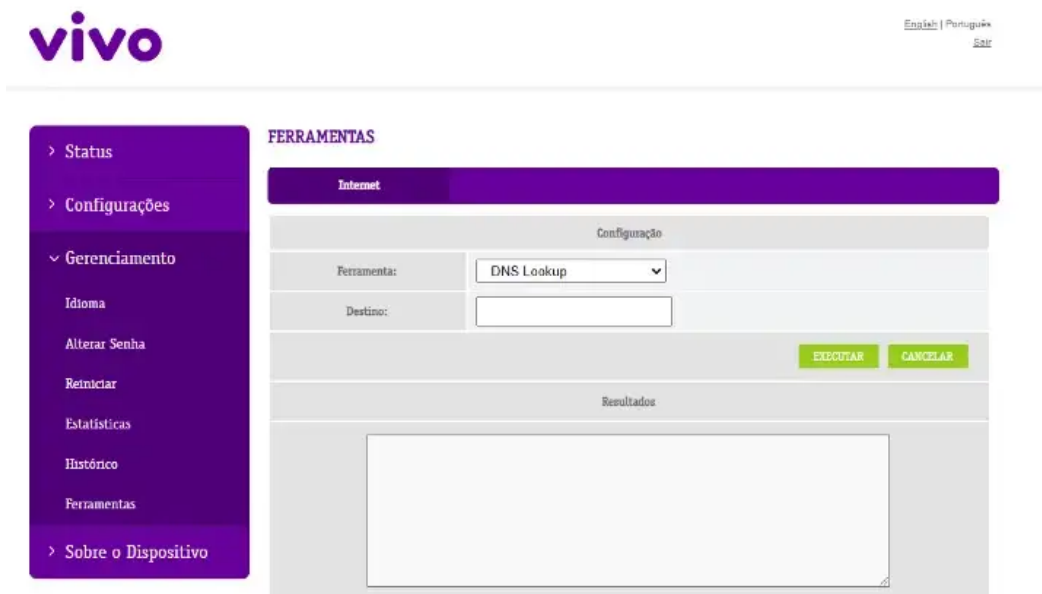 vivo
English | Português
Sair
Status
Configurações
Gerenciamento
Idioma
Alterar Senha
Reiniciar
Estatísticas
Histórico
Ferramentas
Sobre o Dispositivo
FERRAMENTAS
Internet
Configuração
Ferramenta: DNS Lookup
Destino:
EXECUTAR CANCELAR
Resultados